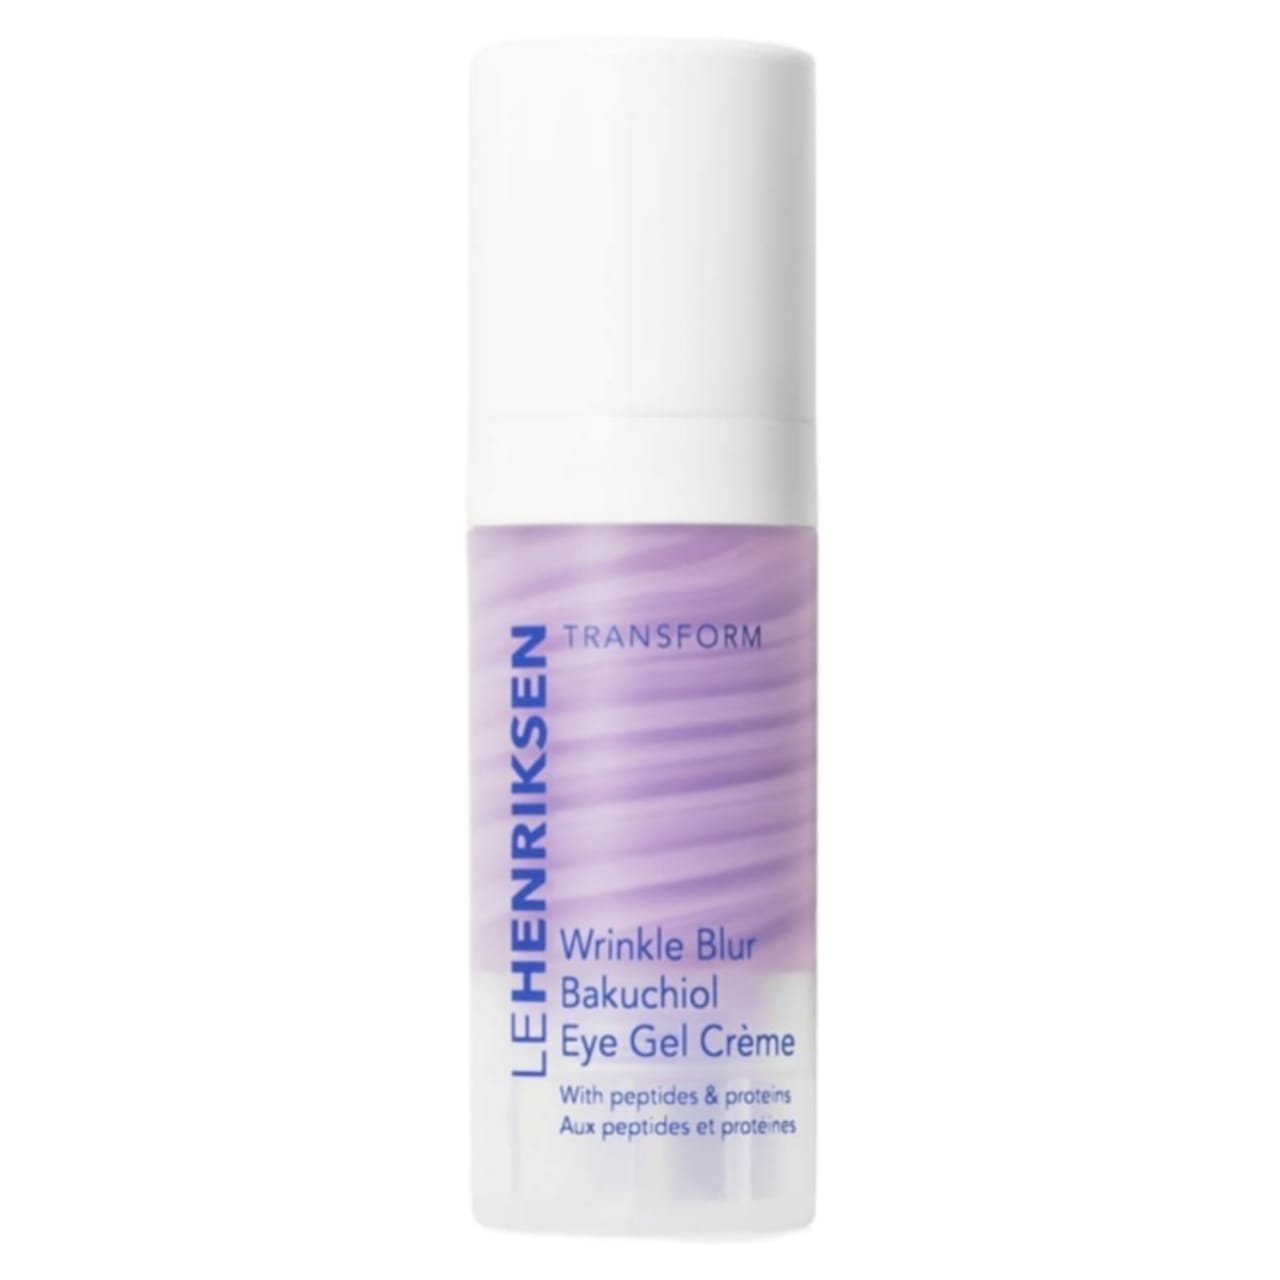 LEHENRIKSEN
TRANSFORM
Wrinkle Blur
Bakuchiol
Eye Gel Crème
With peptides & proteins
Aux peptides et protéines